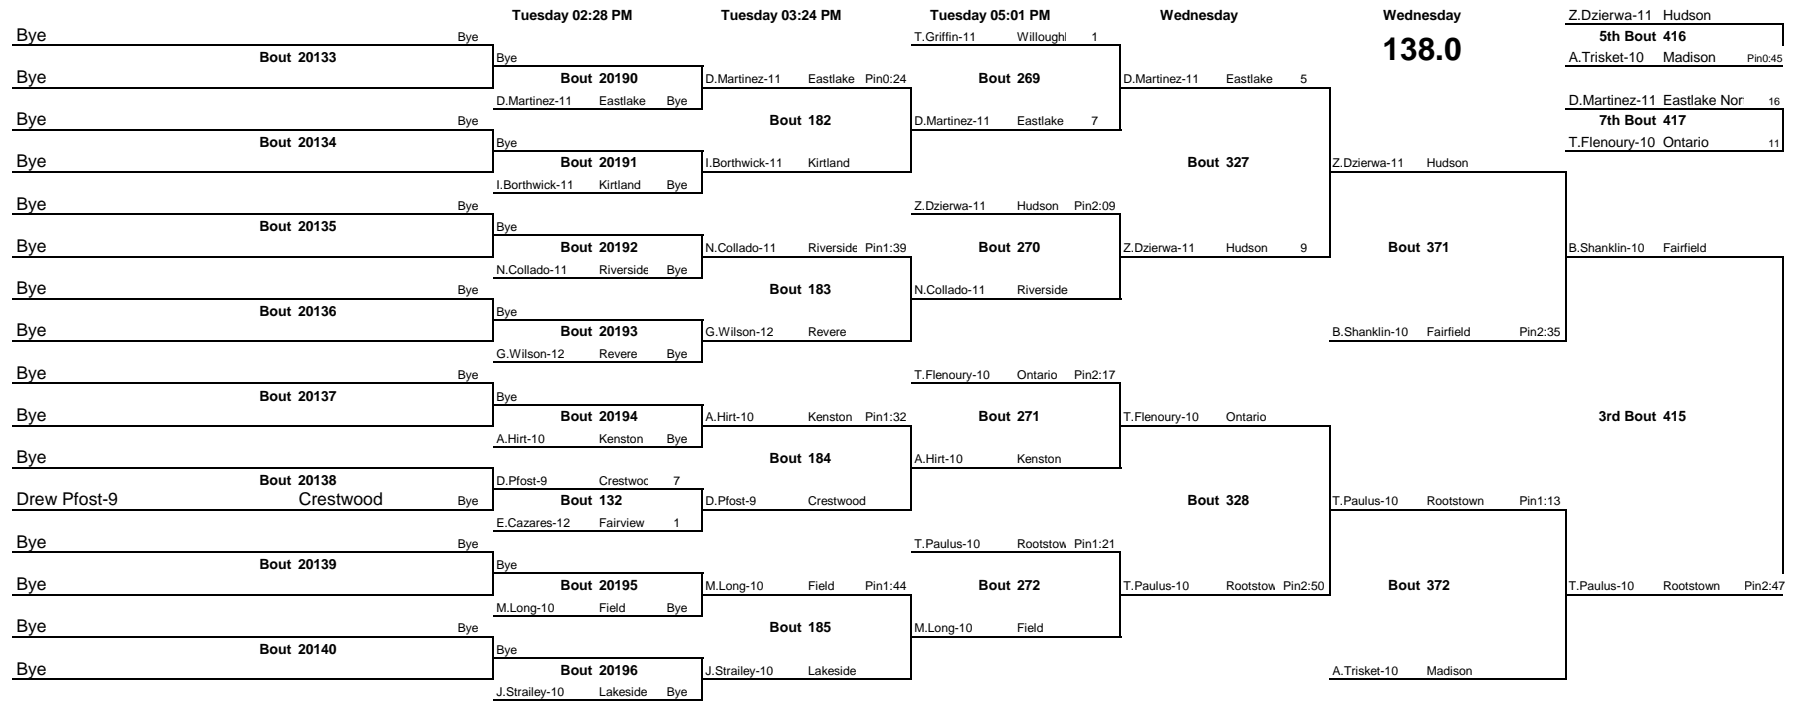 Tuesday 02:28 PM Tuesday 03:24 PM Tuesday 05:01 PM Wednesday Wednesday Z.Dzierwa-11 Hudson
Bye Bye T.Griffin-11 Willough 1 5th Bout 416
138.0
Bout 20133 Bye A.Trisket-10 Madison Pin0:45
Bye Bout 20190 D.Martinez-11 Eastlake Pin0:24 Bout 269 D.Martinez-11 Eastlake 5
D.Martinez-11 Eastlake Bye D.Martinez-11 Eastlake Nor 16
Bye Bye Bout 182 D.Martinez-11 Eastlake 7 7th Bout 417
Bout 20134 Bye T.Flenoury-10 Ontario 11
Bye Bout 20191 I.Borthwick-11 Kirtland Bout 327 Z.Dzierwa-11 Hudson
I.Borthwick-11 Kirtland Bye
Bye Bye Z.Dzierwa-11 Hudson Pin2:09
Bout 20135 Bye
Bye Bout 20192 N.Collado-11 Riverside Pin1:39 Bout 270 Z.Dzierwa-11 Hudson 9 Bout 371 B.Shanklin-10 Fairfield
N.Collado-11 Riverside Bye
Bye Bye Bout 183 N.Collado-11 Riverside
Bout 20136 Bye
Bye Bout 20193 G.Wilson-12 Revere B.Shanklin-10 Fairfield Pin2:35
G.Wilson-12 Revere Bye
Bye Bye T.Flenoury-10 Ontario Pin2:17
Bout 20137 Bye
Bye Bout 20194 A.Hirt-10 Kenston Pin1:32 Bout 271 T.Flenoury-10 Ontario 3rd Bout 415
A.Hirt-10 Kenston Bye
Bye Bout 184 A.Hirt-10 Kenston
Bout 20138 D.Pfost-9 Crestwoc 7
Drew Pfost-9 Crestwood Bye Bout 132 D.Pfost-9 Crestwood Bout 328 T.Paulus-10 Rootstown Pin1:13
E.Cazares-12 Fairview 1
Bye Bye T.Paulus-10 Rootstow Pin1:21
Bout 20139 Bye
Bye Bout 20195 M.Long-10 Field Pin1:44 Bout 272 T.Paulus-10 Rootstow Pin2:50 Bout 372 T.Paulus-10 Rootstown Pin2:47
M.Long-10 Field Bye
Bye Bye Bout 185 M.Long-10 Field
Bout 20140 Bye
Bye Bout 20196 J.Strailey-10 Lakeside A.Trisket-10 Madison
J.Strailey-10 Lakeside Bye